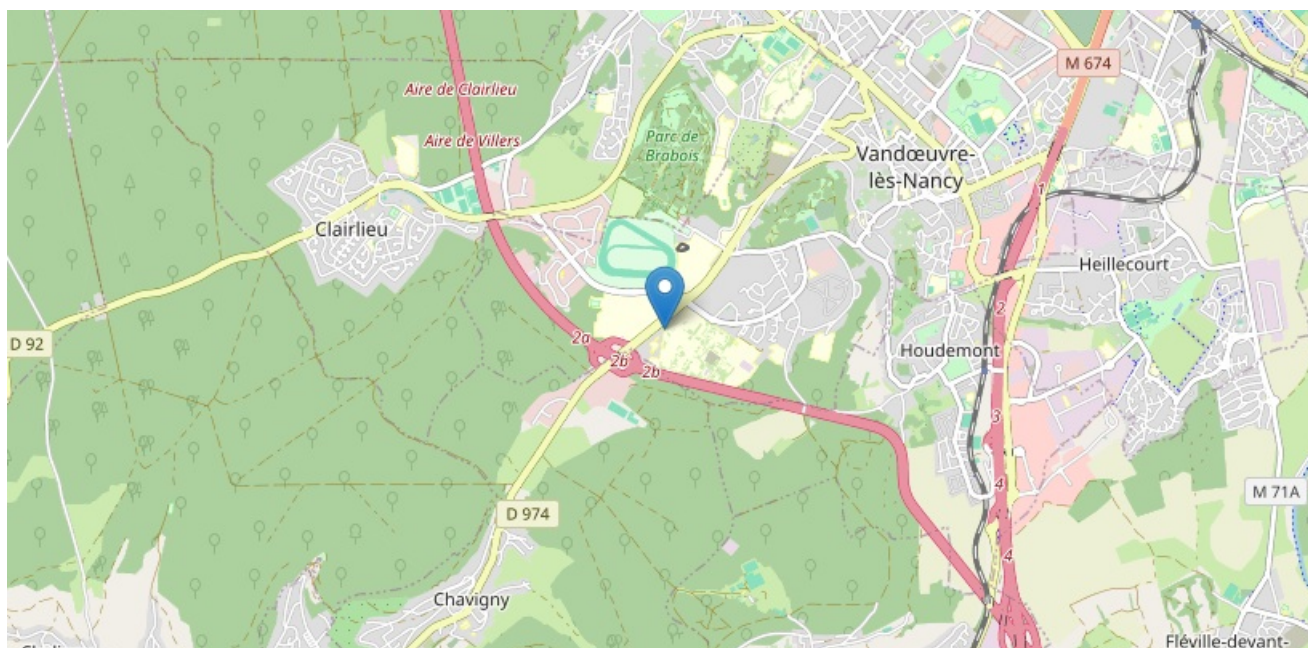 M 674
Aire de Clairlieu
Aire de Villers
Parc de
Brabois
Vandœuvre-
lès-Nancy
1
Clairlieu
Heillecourt
2
D 92
2a
2b
2b
Houdemont
3
4
M 71A
D 974
4
Chavigny
Fléville-devant-